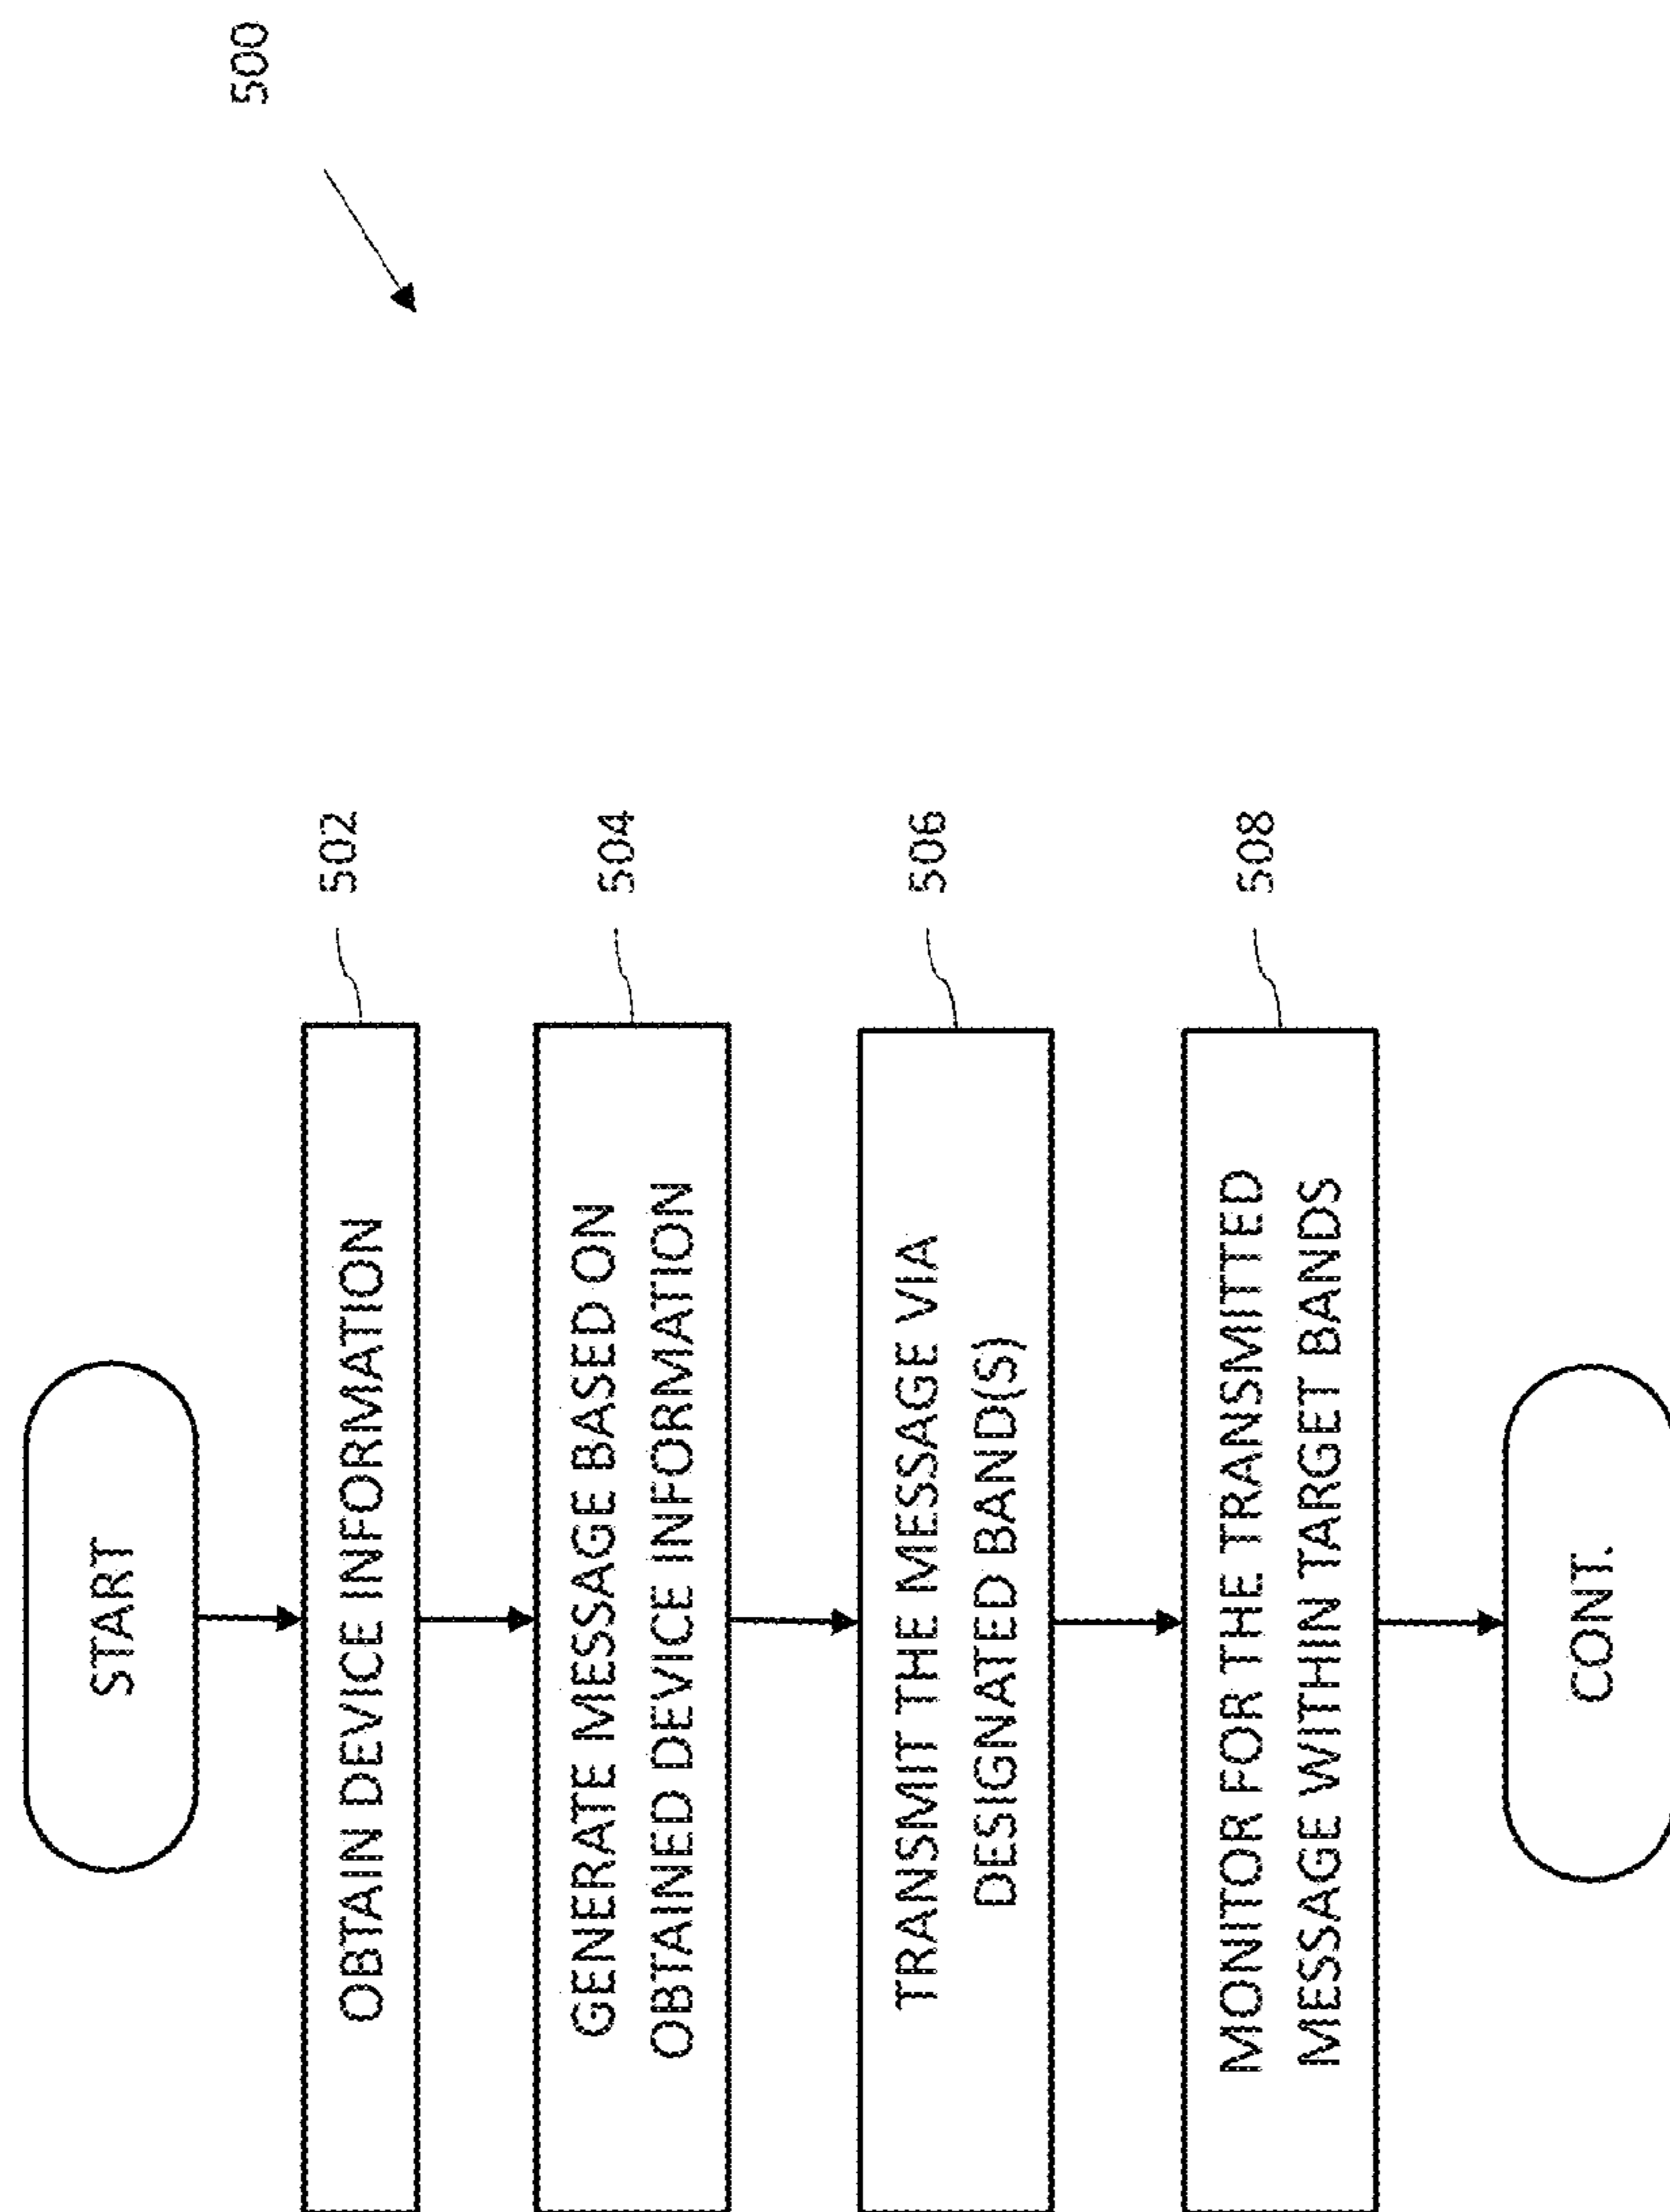 500
START
502
OBTAIN DEVICE INFORMATION
504
GENERATE MESSAGE BASED ON
OBTAINED DEVICE INFORMATION
506
TRANSMIT THE MESSAGE VIA
DESIGNATED BAND(S)
508
MONITOR FOR THE TRANSMITTED
MESSAGE WITHIN TARGET BANDS
CONT.